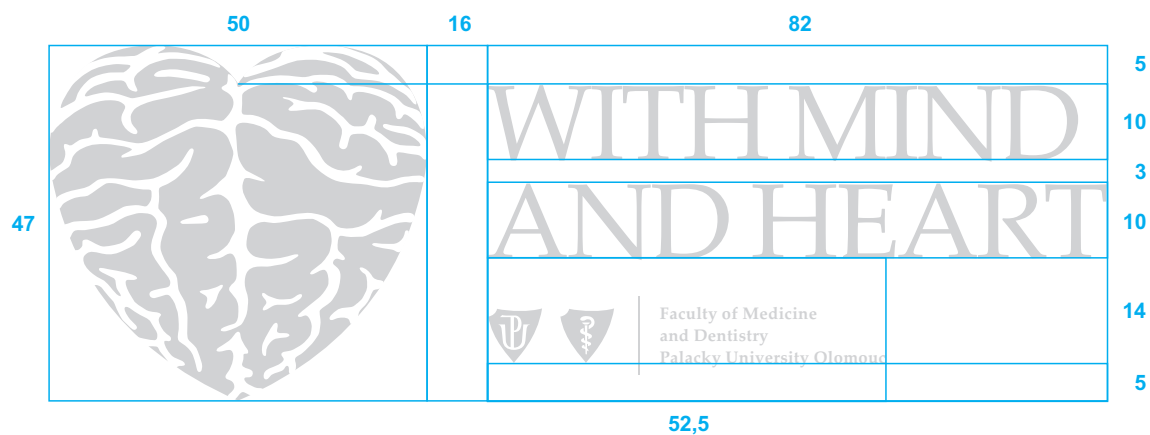 50
16
82
5
WITH MIND
10
3
AND HEART
10
47
14
Faculty of Medicine
and Dentistry
Palacky University Olomouc
5
52,5